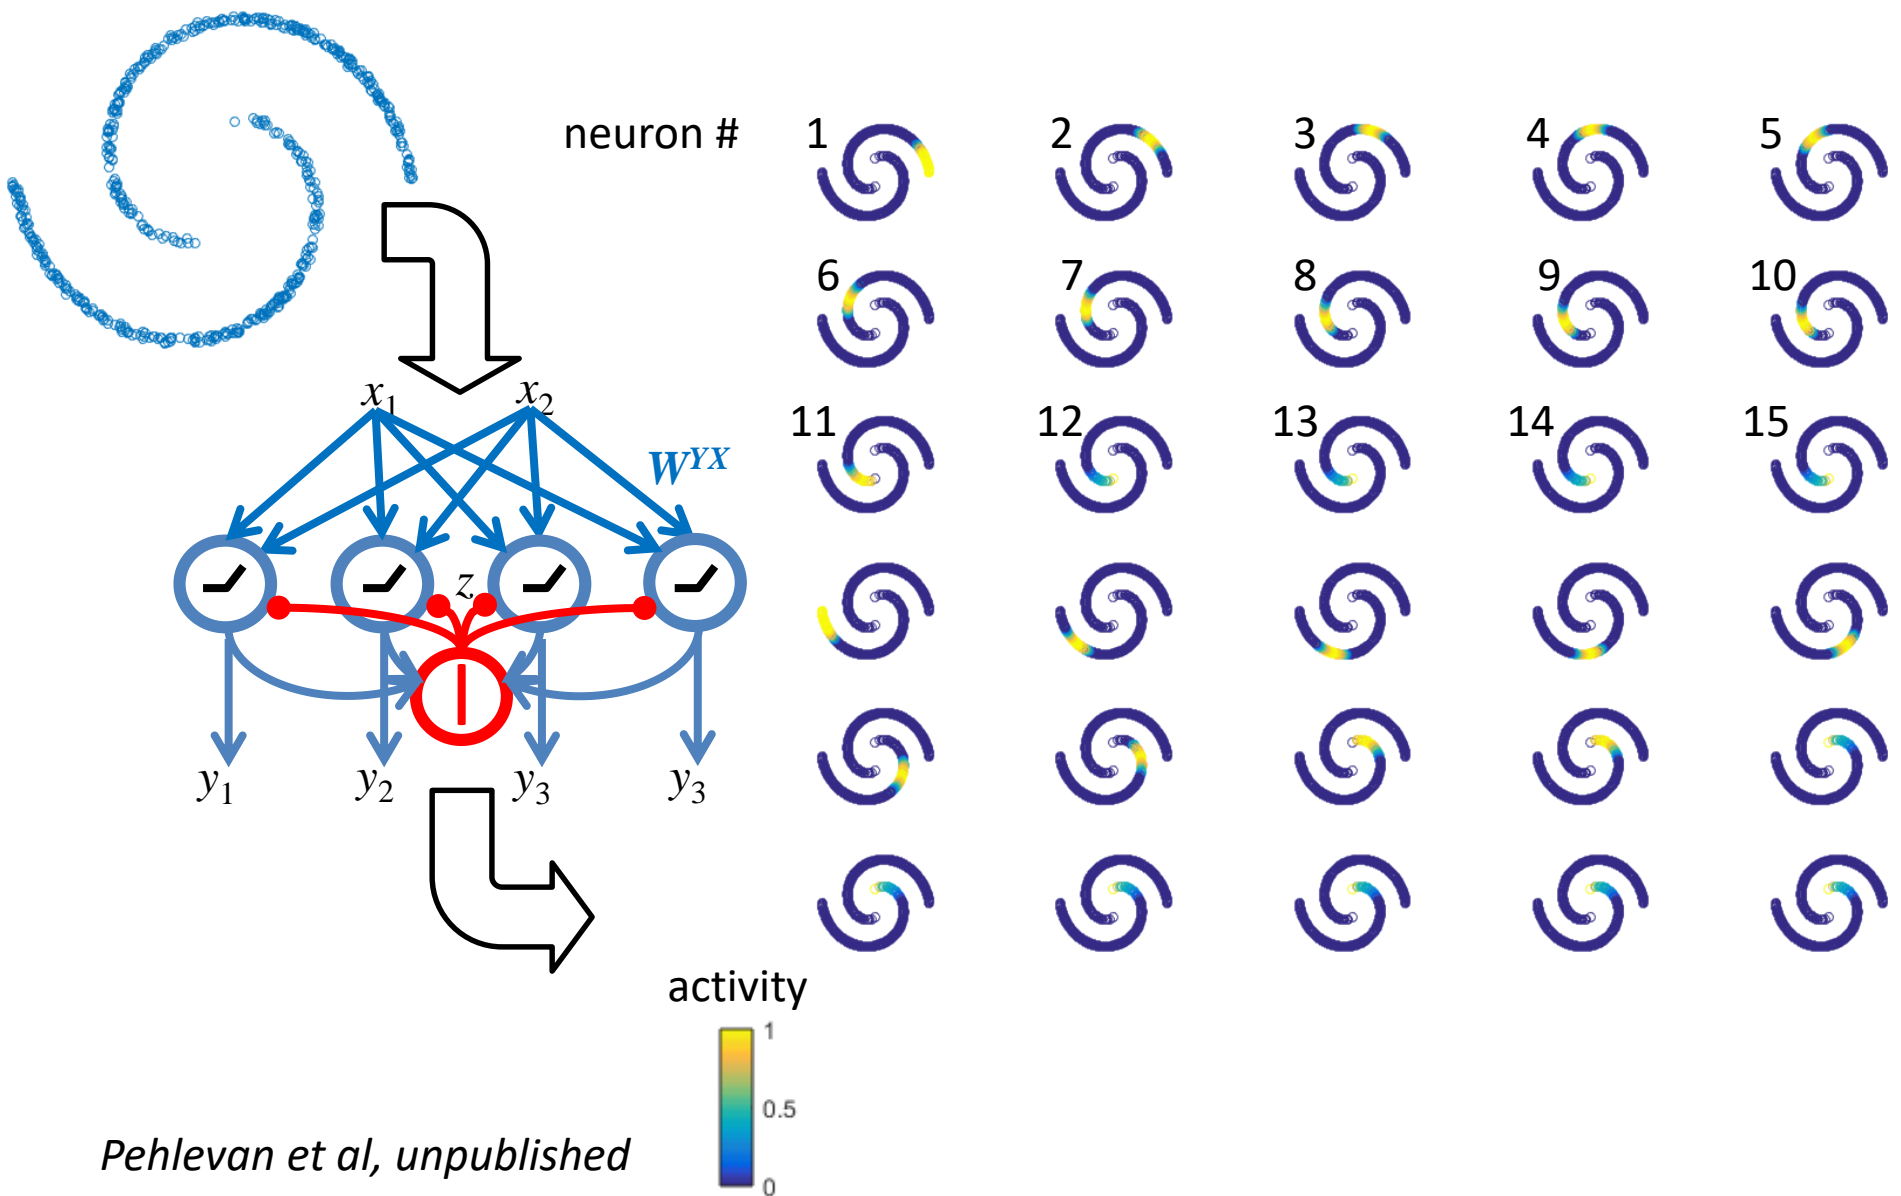 neuron # 1 2 3 4 5
6 7 8 9 10
11 12 13 14 15
x₁ x₂
Wʸˣ
z
y₁ y₂ y₃ y₃
activity
1
0.5
0
Pehlevan et al, unpublished